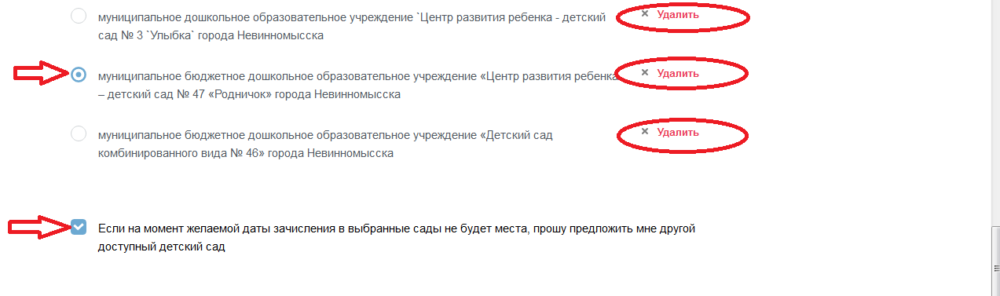 муниципальное дошкольное образовательное учреждение `Центр развития ребенка - детский
сад № 3 `Улыбка` города Невинномысска
× Удалить
муниципальное бюджетное дошкольное образовательное учреждение «Центр развития ребенка
– детский сад № 47 «Родничок» города Невинномысска
× Удалить
муниципальное бюджетное дошкольное образовательное учреждение «Детский сад
комбинированного вида № 46» города Невинномысска
× Удалить
Если на момент желаемой даты зачисления в выбранные сады не будет места, прошу предложить мне другой
доступный детский сад